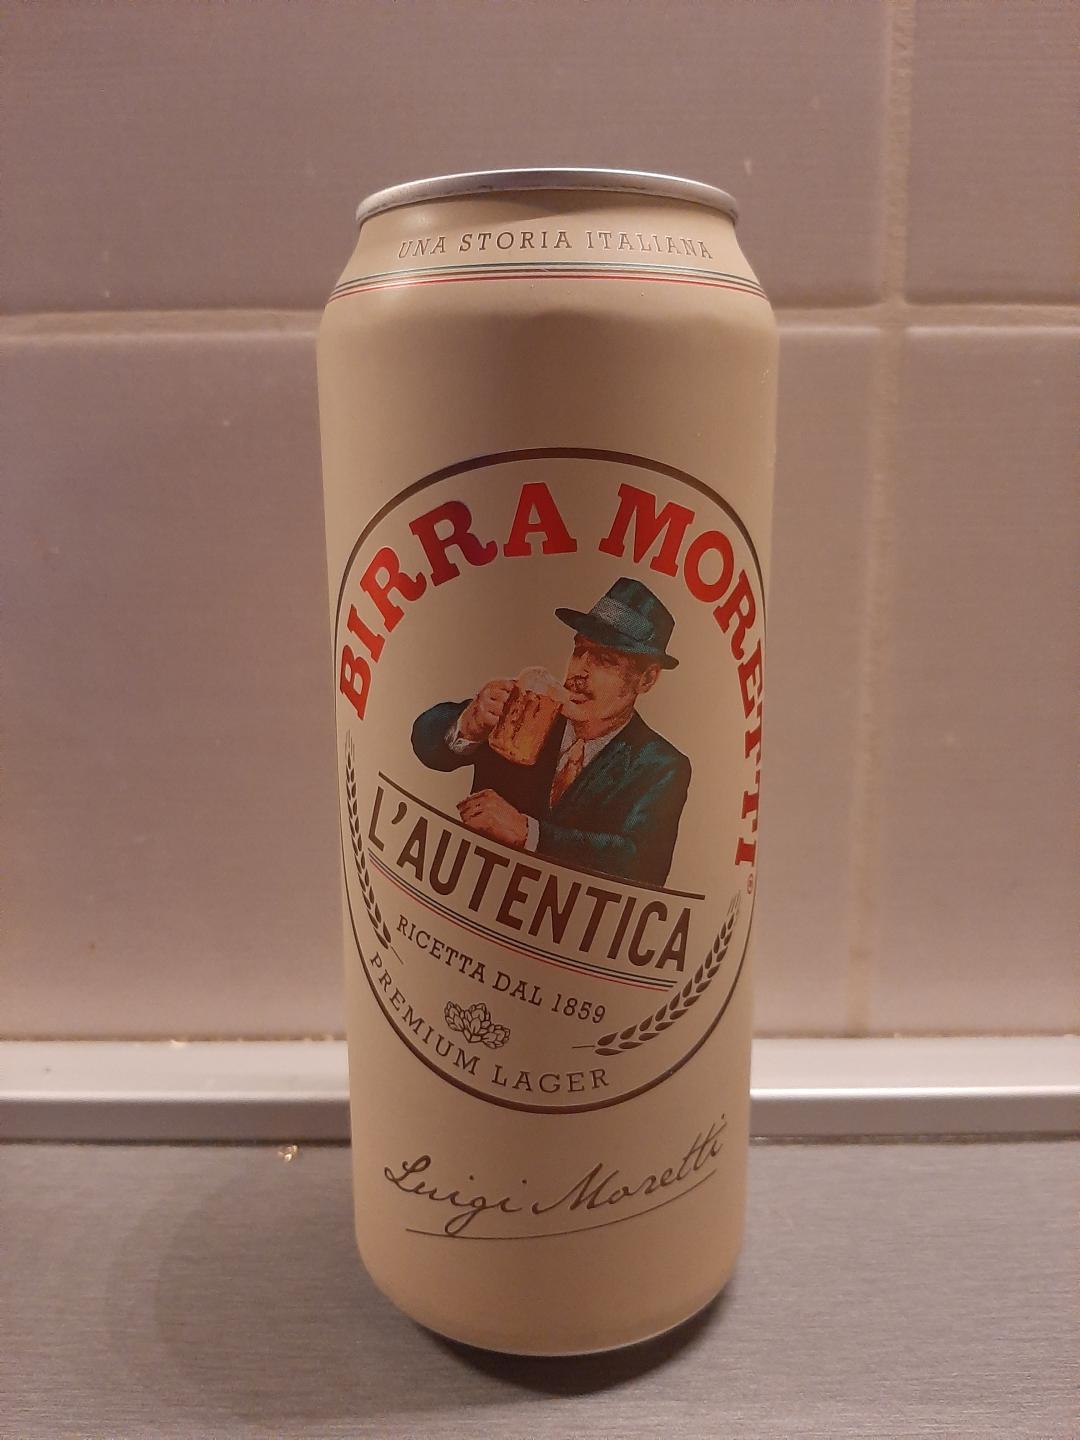 UNA STORIA ITALIANA
BIRRA MORETTI®
L'AUTENTICA
RICETTA DAL 1859
PREMIUM LAGER
Luigi Moretti